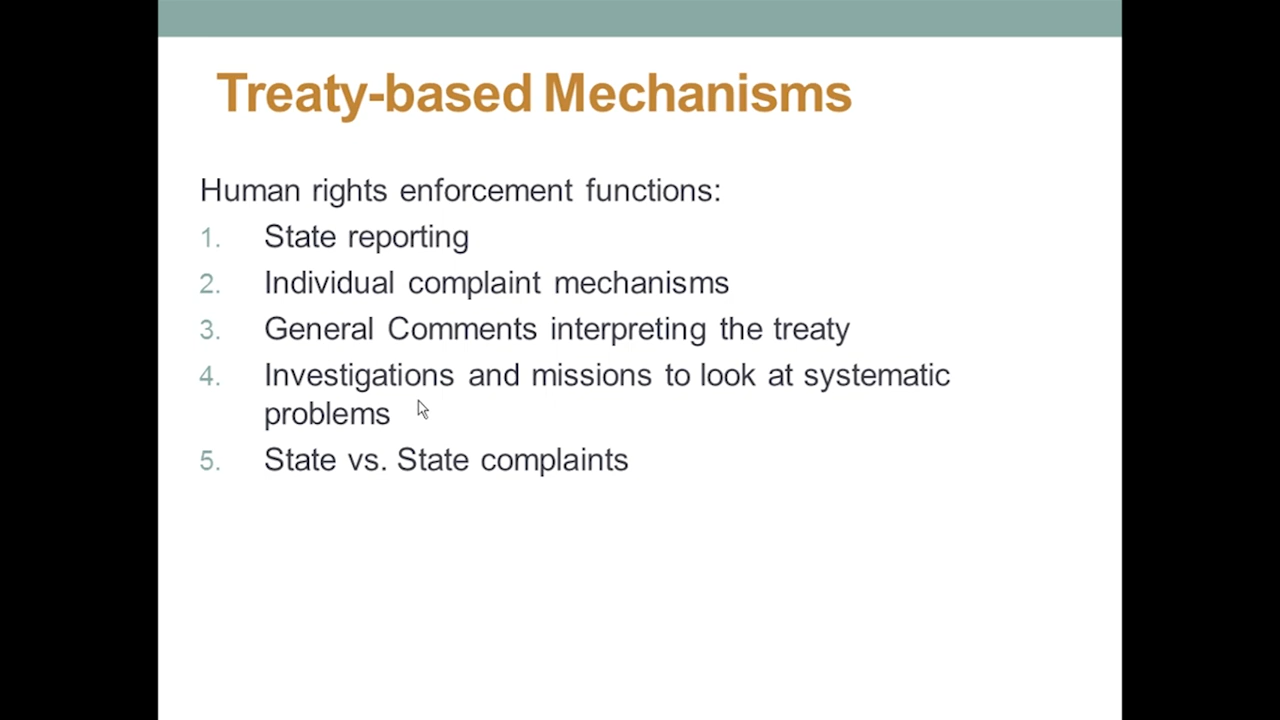 Treaty-based Mechanisms
Human rights enforcement functions:
1. State reporting
2. Individual complaint mechanisms
3. General Comments interpreting the treaty
4. Investigations and missions to look at systematic
problems
5. State vs. State complaints